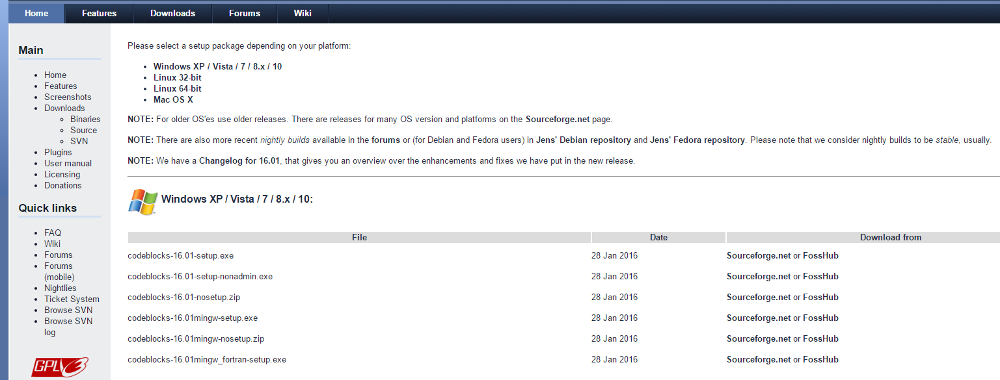 Home Features Downloads Forums Wiki
Main
Home
Features
Screenshots
Downloads
Binaries
Source
SVN
Plugins
User manual
Licensing
Donations
Quick links
FAQ
Wiki
Forums
Forums
(mobile)
Nightlies
Ticket System
Browse SVN
Browse SVN
log
GPLv3
Please select a setup package depending on your platform:
Windows XP / Vista / 7 / 8.x / 10
Linux 32-bit
Linux 64-bit
Mac OS X
NOTE: For older OS'es use older releases. There are releases for many OS version and platforms on the Sourceforge.net page.
NOTE: There are also more recent nightly builds available in the forums or (for Debian and Fedora users) in Jens' Debian repository and Jens' Fedora repository. Please note that we consider nightly builds to be stable, usually.
NOTE: We have a Changelog for 16.01, that gives you an overview over the enhancements and fixes we have put in the new release.
Windows XP / Vista / 7 / 8.x / 10:
File Date Download from
codeblocks-16.01-setup.exe 28 Jan 2016 Sourceforge.net or FossHub
codeblocks-16.01-setup-nonadmin.exe 28 Jan 2016 Sourceforge.net or FossHub
codeblocks-16.01-nosetup.zip 28 Jan 2016 Sourceforge.net or FossHub
codeblocks-16.01mingw-setup.exe 28 Jan 2016 Sourceforge.net or FossHub
codeblocks-16.01mingw-nosetup.zip 28 Jan 2016 Sourceforge.net or FossHub
codeblocks-16.01mingw_fortran-setup.exe 28 Jan 2016 Sourceforge.net or FossHub